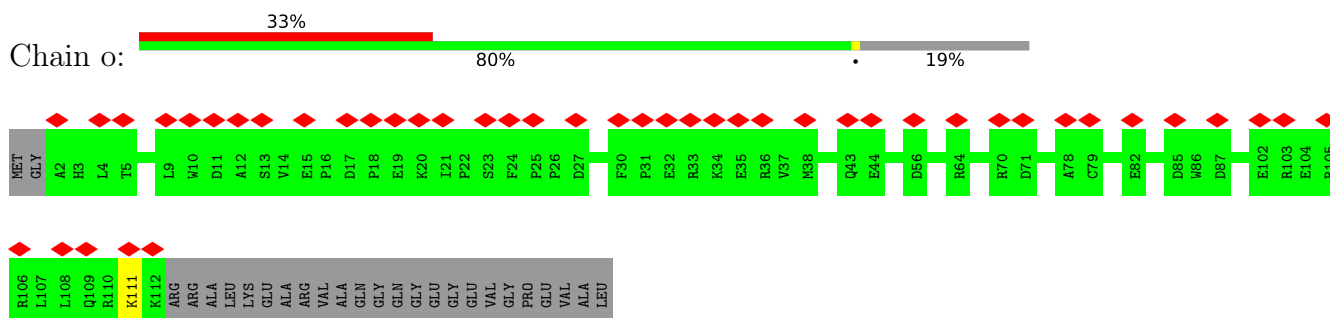 33%
Chain o:
80% • 19%
MET GLY A2 H3 L4 T5 L9 W10 D11 A12 S13 V14 E15 P16 D17 P18 E19 K20 I21 P22 S23 F24 P25 P26 D27 F30 P31 E32 R33 K34 E35 R36 V37 M38 Q43 E44 D56 R64 R70 D71 A78 C79 E82 D85 W86 D87 E102 R103 E104 R105
R106 L107 L108 Q109 R110 K111 K112 ARG ARG ALA LEU LYS GLU ALA ARG VAL ALA GLN GLY GLN GLY GLU GLY GLU VAL GLY PRO GLU VAL ALA LEU